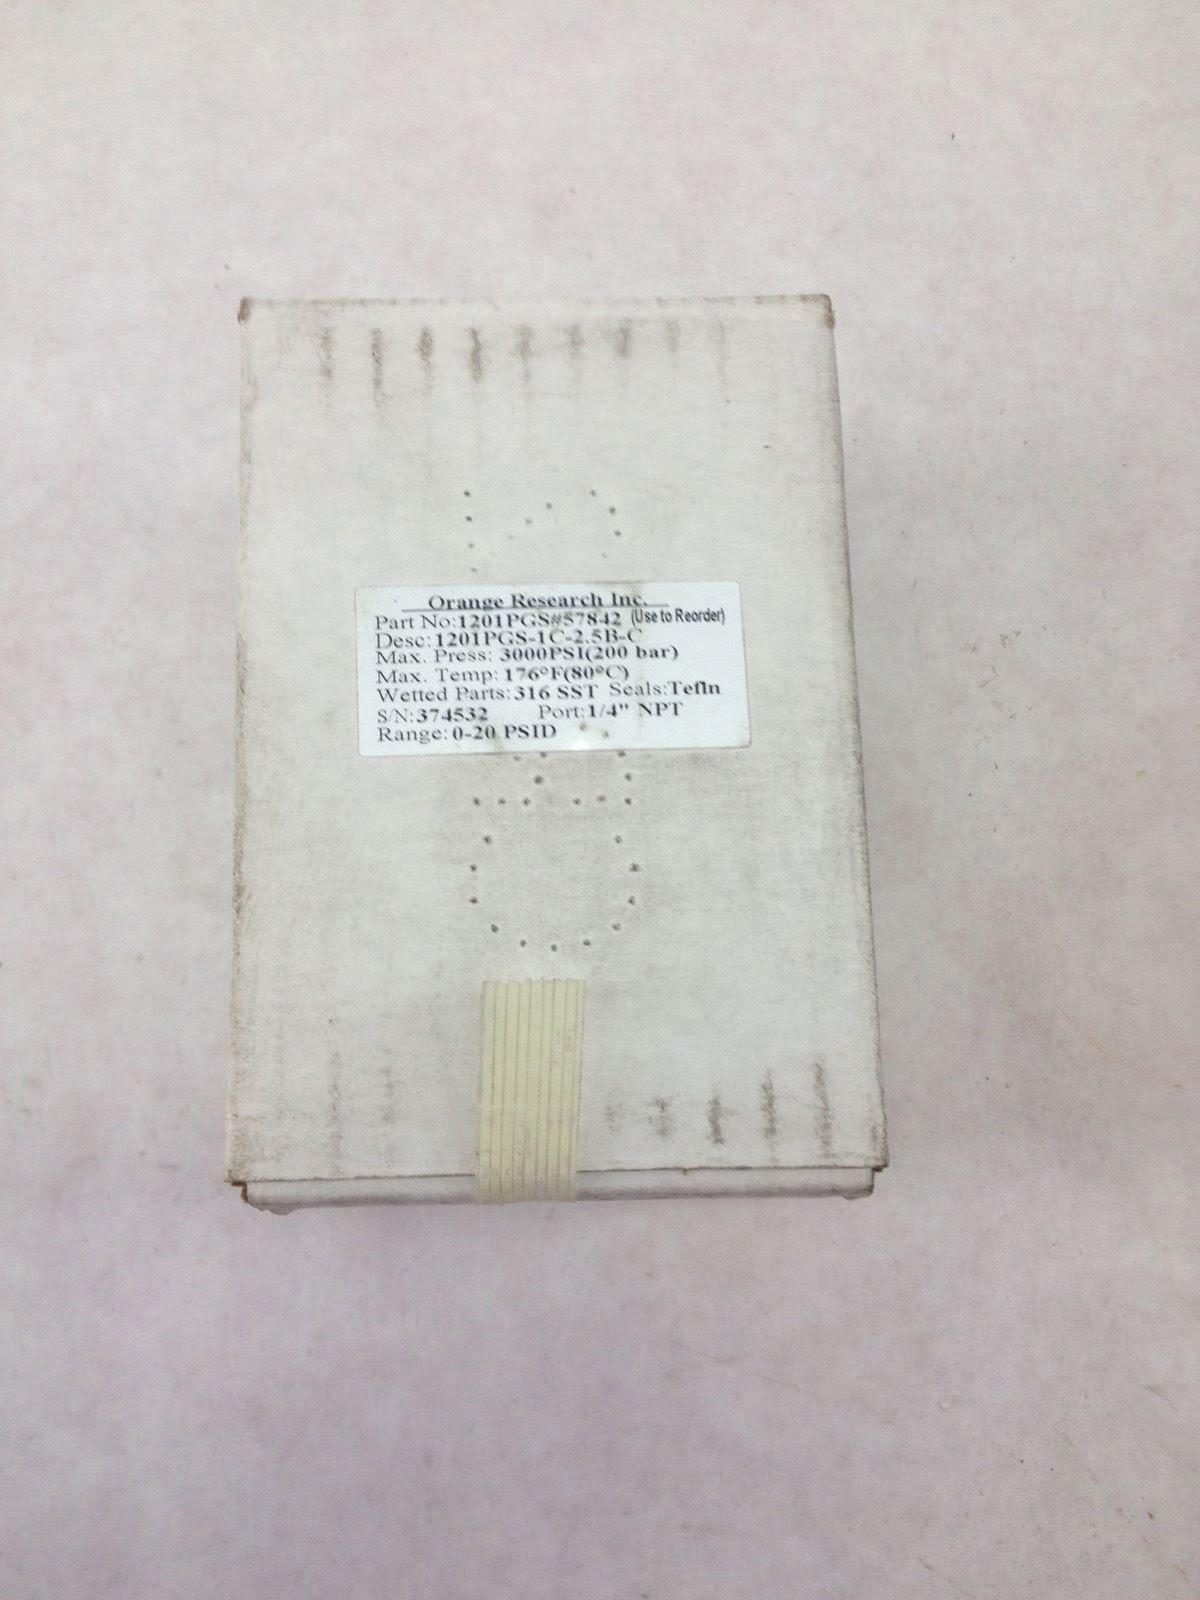 Orange Research Inc.
Part No:1201PGS#57842 (Use to Reorder)
Desc:1201PGS-1C-2.5B-C
Max. Press: 3000PSI(200 bar)
Max. Temp: 176°F(80°C)
Wetted Parts:316 SST Seals:Tefln
S/N:374532 Port:1/4" NPT
Range: 0-20 PSID